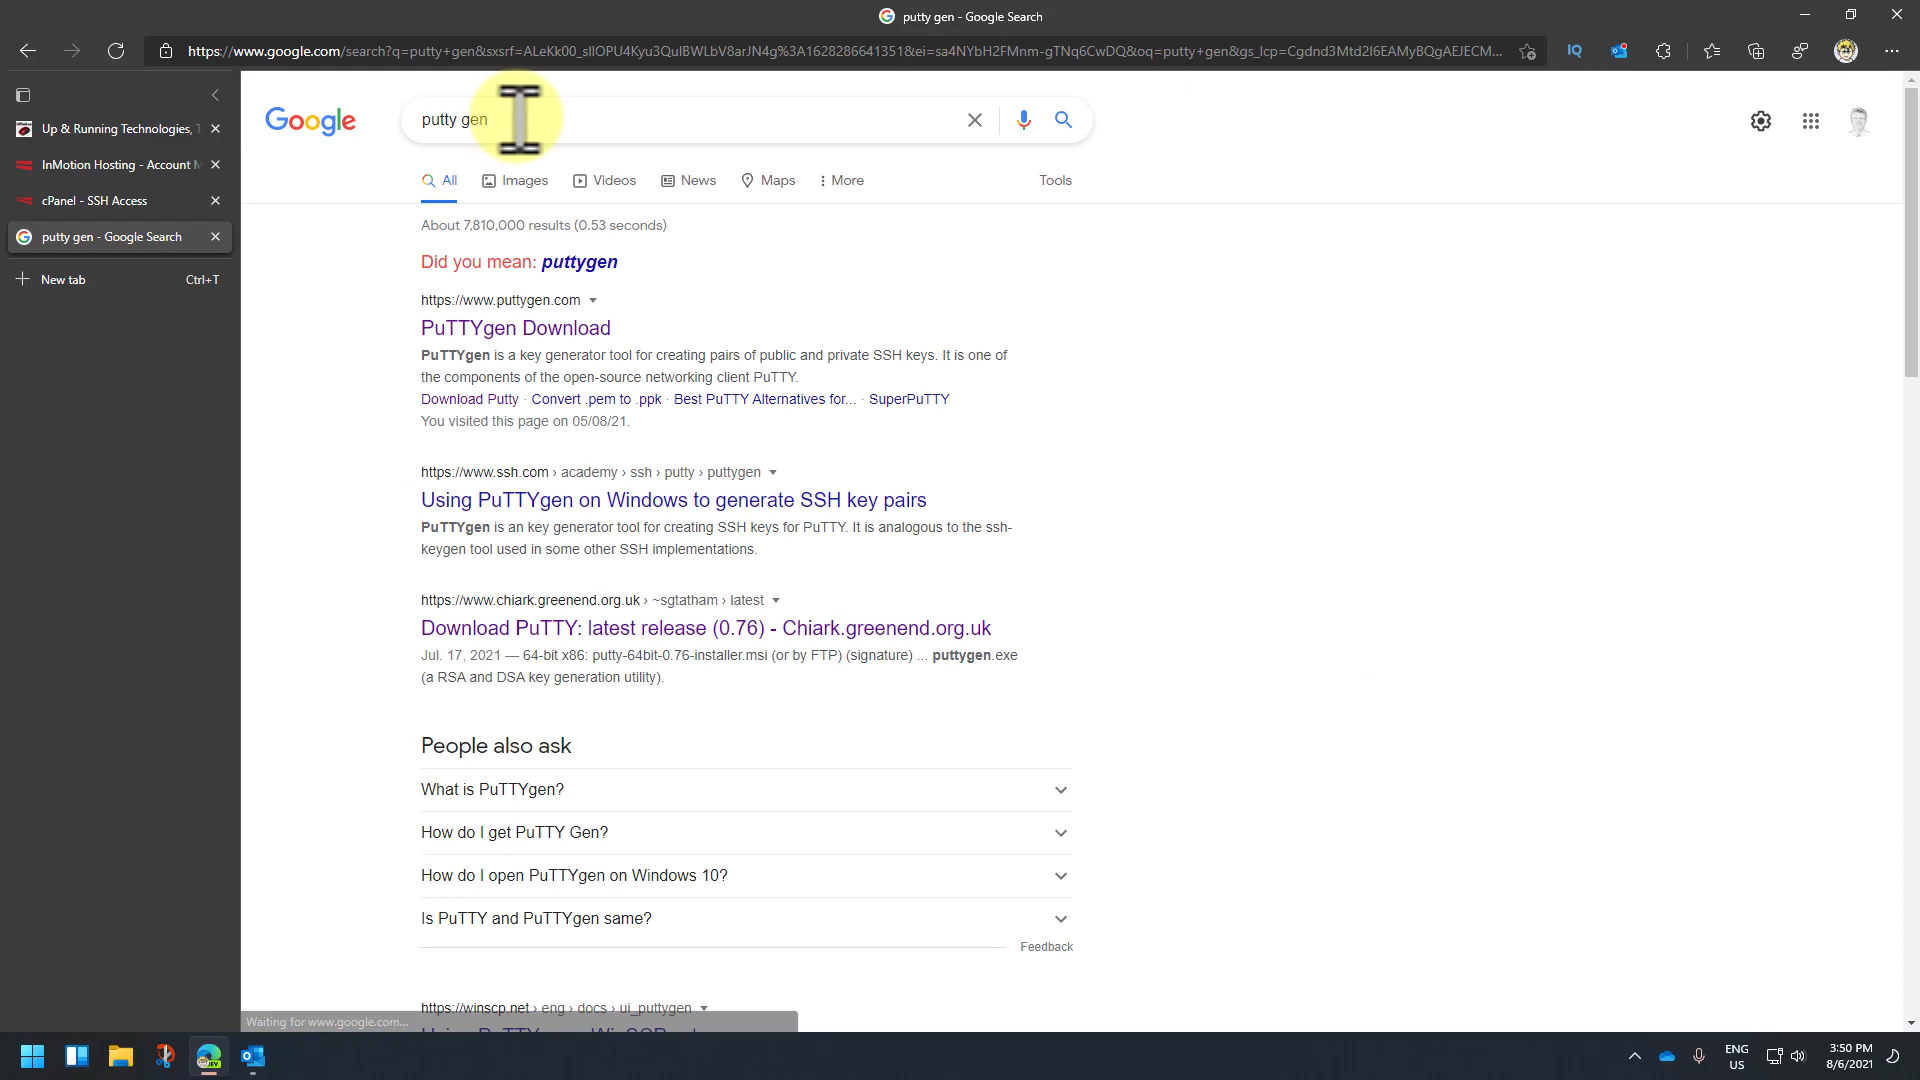 putty gen - Google Search
https://www.google.com/search?q=putty+gen&sxsrf=ALeKk00_sllOPU4Kyu3QulBWLbV8arJN4g%3A1628286641351&ei=sa4NYbH2FMnm-gTNq6CwDQ&oq=putty+gen&gs_lcp=Cgdnd3Mtd2l6EAMyBQgAEJECM...
IQ
Up & Running Technologies, T
InMotion Hosting - Account M
cPanel - SSH Access
putty gen - Google Search
New tab Ctrl+T
Google
putty gen
All Images Videos News Maps More Tools
About 7,810,000 results (0.53 seconds)
Did you mean: puttygen
https://www.puttygen.com
PuTTYgen Download
PuTTYgen is a key generator tool for creating pairs of public and private SSH keys. It is one of
the components of the open-source networking client PuTTY.
Download Putty · Convert .pem to .ppk · Best PuTTY Alternatives for... · SuperPuTTY
You visited this page on 05/08/21.
https://www.ssh.com › academy › ssh › putty › puttygen
Using PuTTYgen on Windows to generate SSH key pairs
PuTTYgen is an key generator tool for creating SSH keys for PuTTY. It is analogous to the ssh-
keygen tool used in some other SSH implementations.
https://www.chiark.greenend.org.uk › ~sgtatham › latest
Download PuTTY: latest release (0.76) - Chiark.greenend.org.uk
Jul. 17, 2021 — 64-bit x86: putty-64bit-0.76-installer.msi (or by FTP) (signature) ... puttygen.exe
(a RSA and DSA key generation utility).
People also ask
What is PuTTYgen?
How do I get PuTTY Gen?
How do I open PuTTYgen on Windows 10?
Is PuTTY and PuTTYgen same?
Feedback
https://winscp.net › eng › docs › ui_puttygen
Waiting for www.google.com...
ENG
US
3:50 PM
8/6/2021